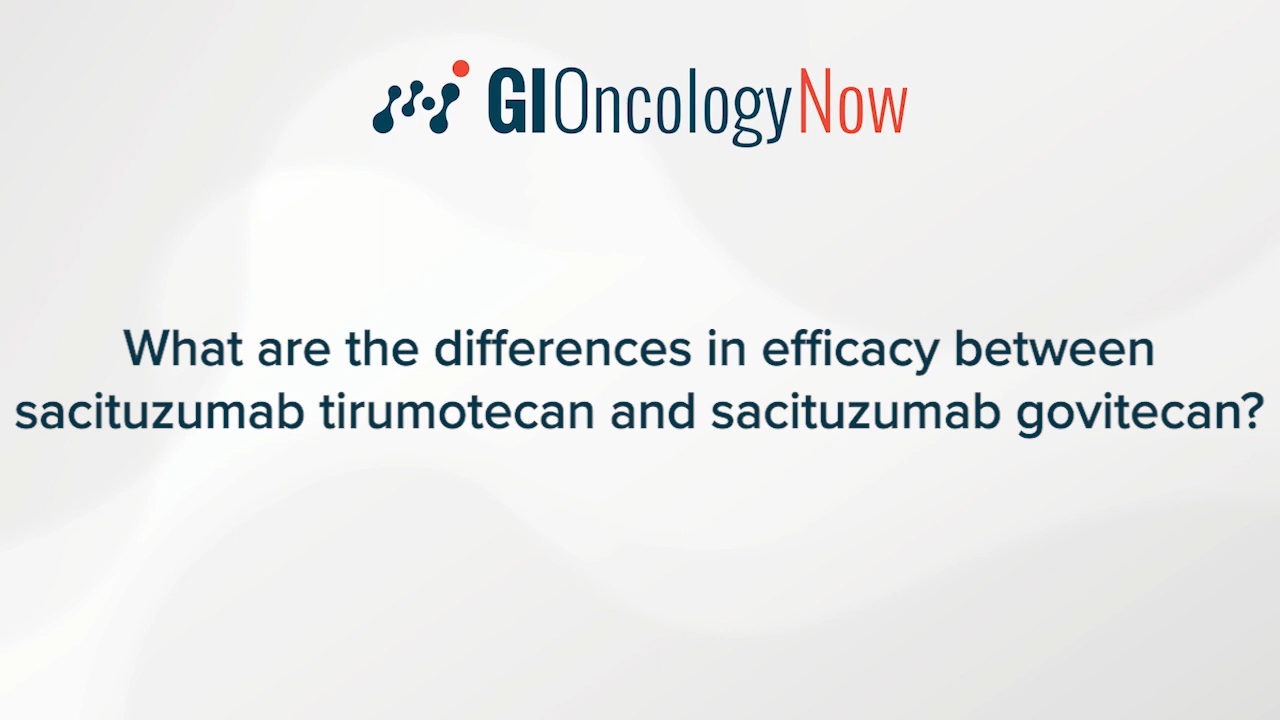 GIOncologyNow
What are the differences in efficacy between
sacituzumab tirumotecan and sacituzumab govitecan?